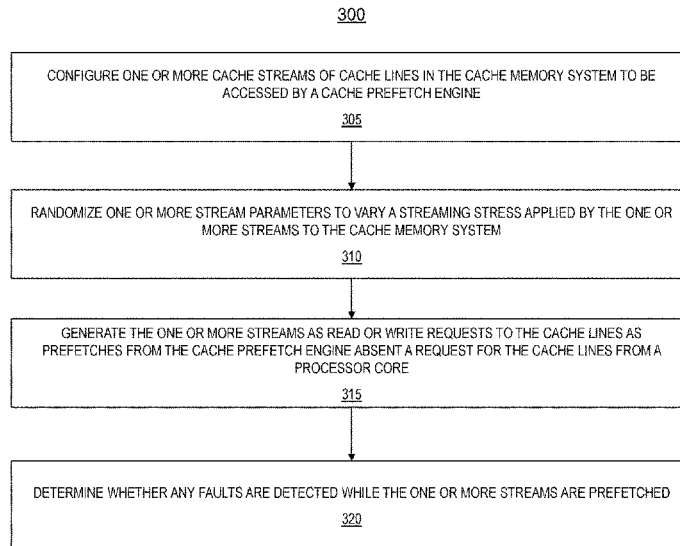 300
CONFIGURE ONE OR MORE CACHE STREAMS OF CACHE LINES IN THE CACHE MEMORY SYSTEM TO BE
ACCESSED BY A CACHE PREFETCH ENGINE
305
RANDOMIZE ONE OR MORE STREAM PARAMETERS TO VARY A STREAMING STRESS APPLIED BY THE ONE OR
MORE STREAMS TO THE CACHE MEMORY SYSTEM
310
GENERATE THE ONE OR MORE STREAMS AS READ OR WRITE REQUESTS TO THE CACHE LINES AS
PREFETCHES FROM THE CACHE PREFETCH ENGINE ABSENT A REQUEST FOR THE CACHE LINES FROM A
PROCESSOR CORE
315
DETERMINE WHETHER ANY FAULTS ARE DETECTED WHILE THE ONE OR MORE STREAMS ARE PREFETCHED
320